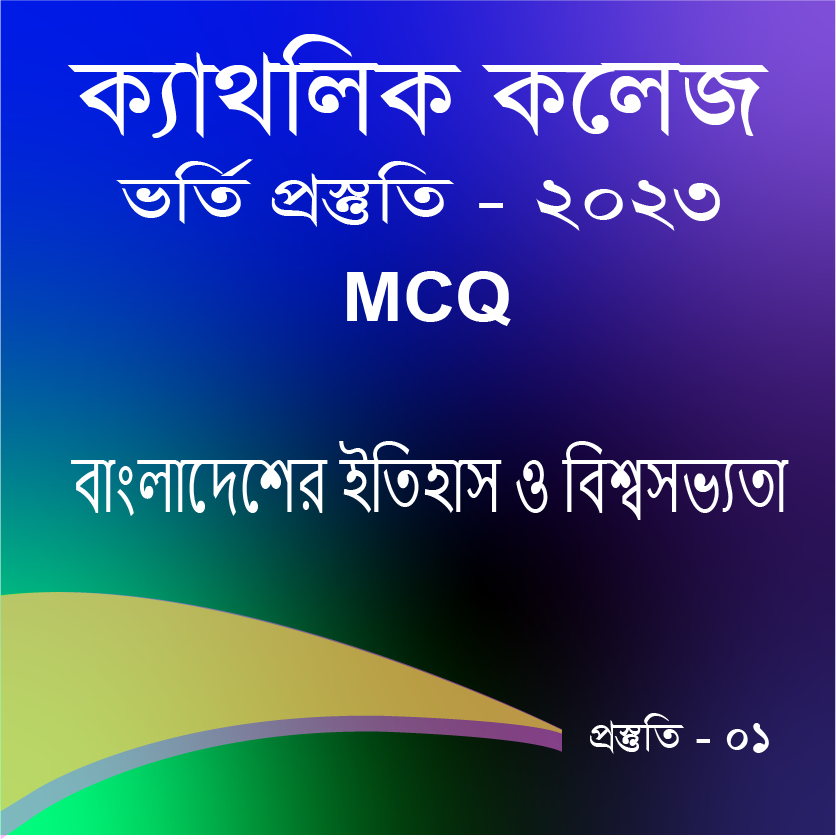 ক্যাথলিক কলেজ
ভর্তি প্রস্তুতি - ২০২৩
MCQ
বাংলাদেশের ইতিহাস ও বিশ্বসভ্যতা
প্রস্তুতি - ০১